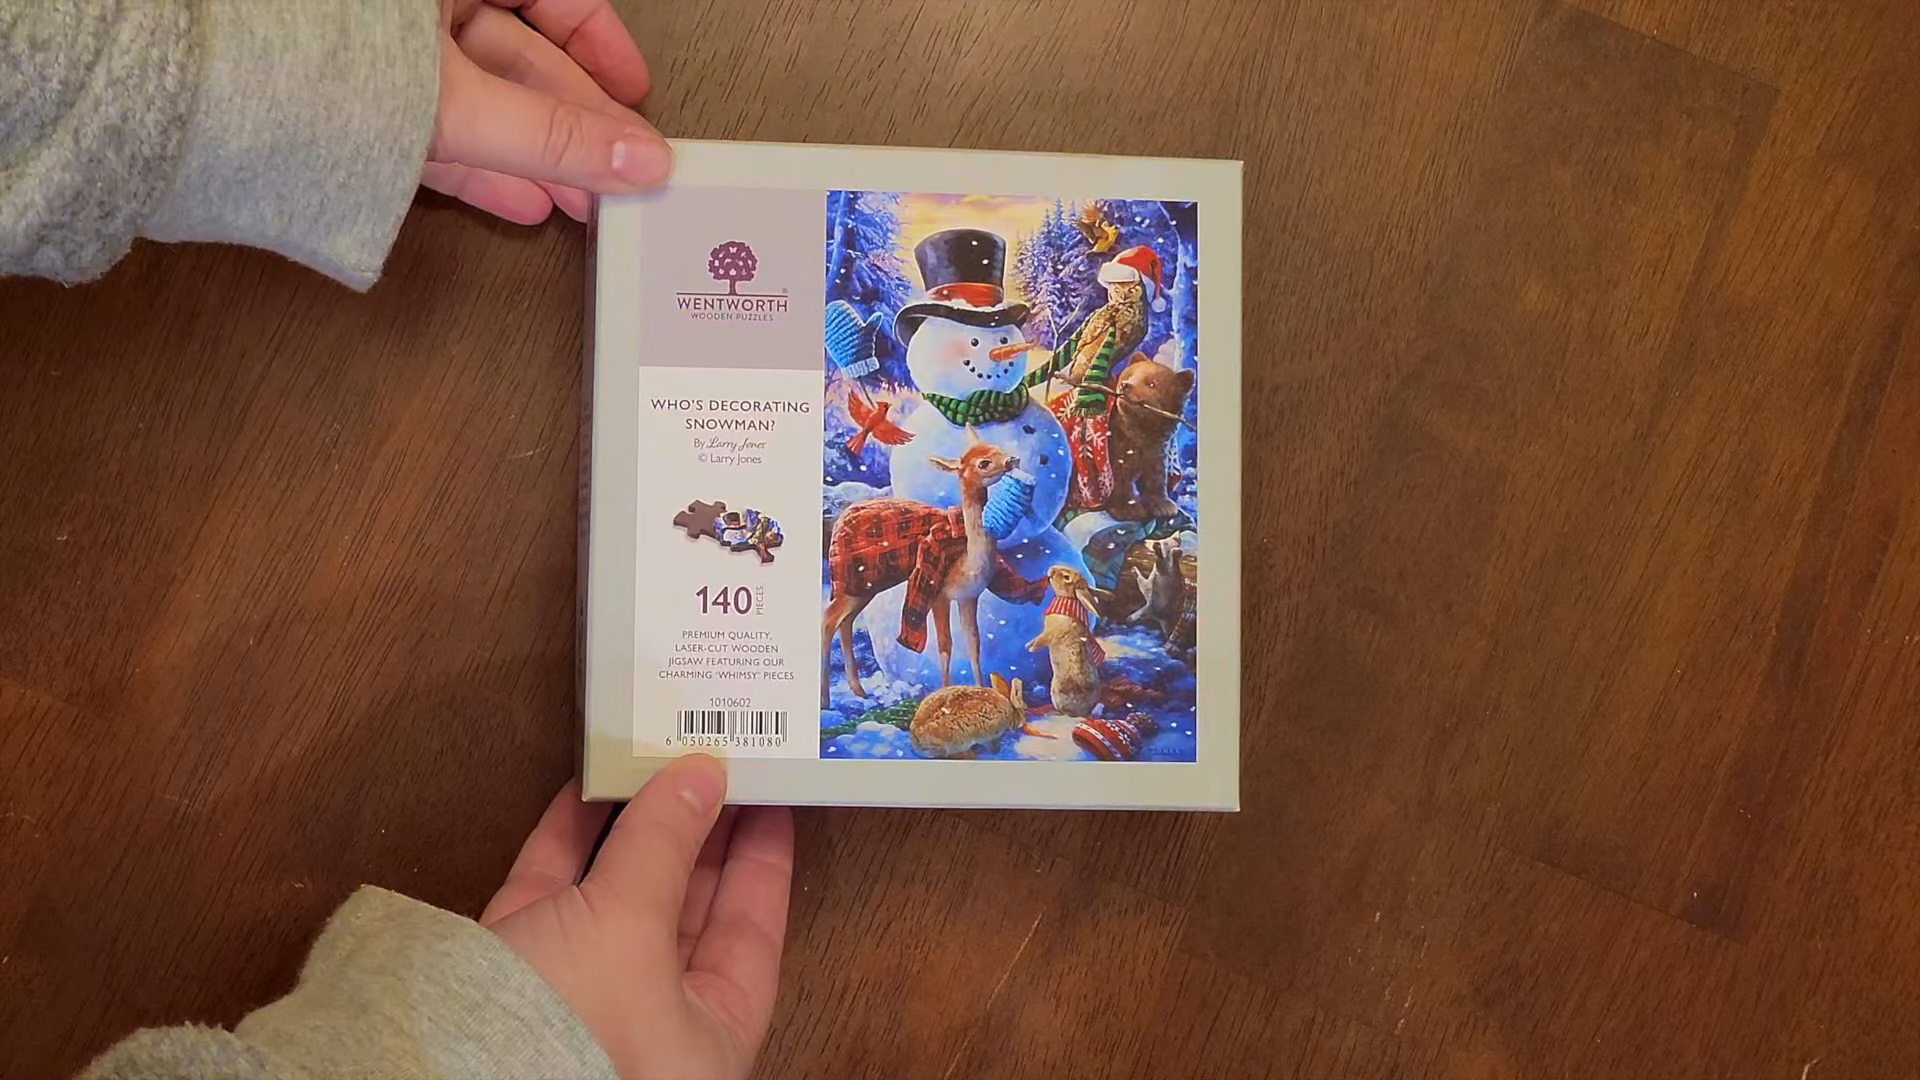 WENTWORTH
WOODEN PUZZLES
WHO'S DECORATING
SNOWMAN?
By Larry Jones
© Larry Jones
140 PIECES
PREMIUM QUALITY,
LASER-CUT WOODEN
JIGSAW FEATURING OUR
CHARMING 'WHIMSY' PIECES
1010602
6 050265 381080